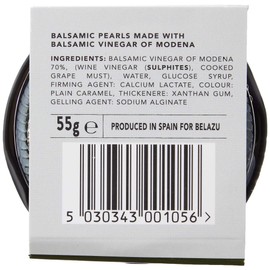 BALSAMIC PEARLS MADE WITH
BALSAMIC VINEGAR OF MODENA
INGREDIENTS: BALSAMIC VINEGAR OF MODENA
70%, (WINE VINEGAR (SULPHITES), COOKED
GRAPE MUST), WATER, GLUCOSE SYRUP,
FIRMING AGENT: CALCIUM LACTATE, COLOUR:
PLAIN CARAMEL, THICKENERE: XANTHAN GUM,
GELLING AGENT: SODIUM ALGINATE
55g e PRODUCED IN SPAIN FOR BELAZU
5 030343 001056 >